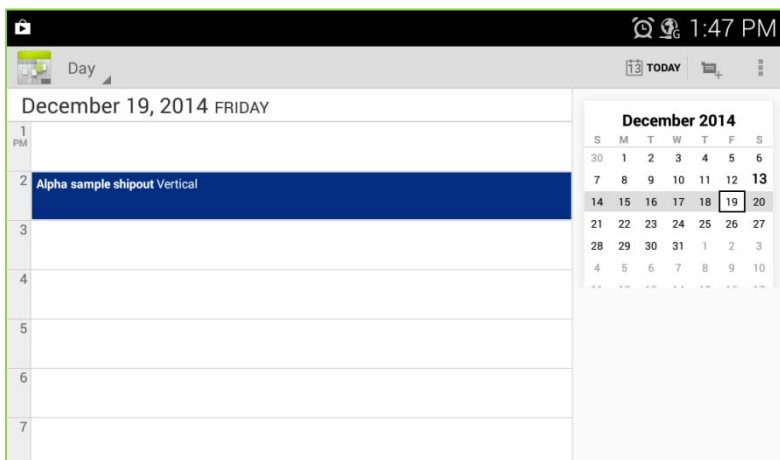 1:47 PM
Day
13 TODAY
December 19, 2014 FRIDAY
1
PM
2 Alpha sample shipout Vertical
3
4
5
6
7
December 2014
S M T W T F S
30 1 2 3 4 5 6
7 8 9 10 11 12 13
14 15 16 17 18 19 20
21 22 23 24 25 26 27
28 29 30 31 1 2 3
4 5 6 7 8 9 10